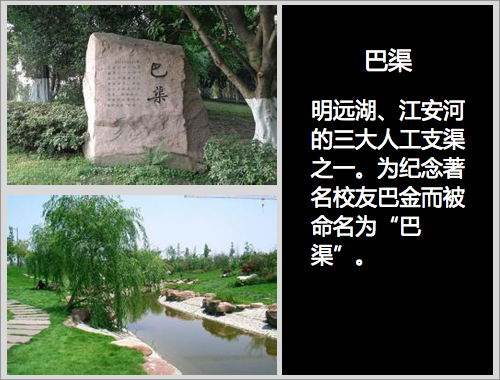 巴渠
巴渠
明远湖、江安河
的三大人工支渠
之一。为纪念著
名校友巴金而被
命名为“巴
渠”。